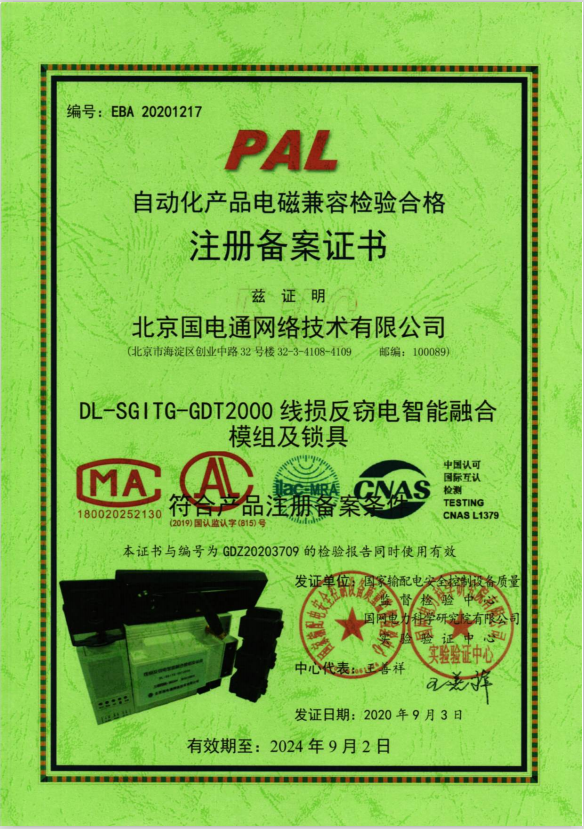 编号：EBA 20201217
PAL
自动化产品电磁兼容检验合格
注册备案证书
兹 证 明
北京国电通网络技术有限公司
(北京市海淀区创业中路 32 号楼 32-3-4108-4109 邮编：100089)
DL-SGITG-GDT2000 线损反窃电智能融合
模组及锁具
MA
180020252130
AL
(2019)国认监认字(815)号
ilac-MRA
CNAS
中国认可
国际互认
检测
TESTING
CNAS L1379
符合产品注册备案条件
本证书与编号为 GDZ20203709 的检验报告同时使用有效
发证单位：国家输配电安全控制设备质量
监督检验中心
国网电力科学研究院有限公司
实验验证中心
实验验证中心
中心代表：王善祥
发证日期：2020 年 9 月 3 日
有效期至：2024 年 9 月 2 日